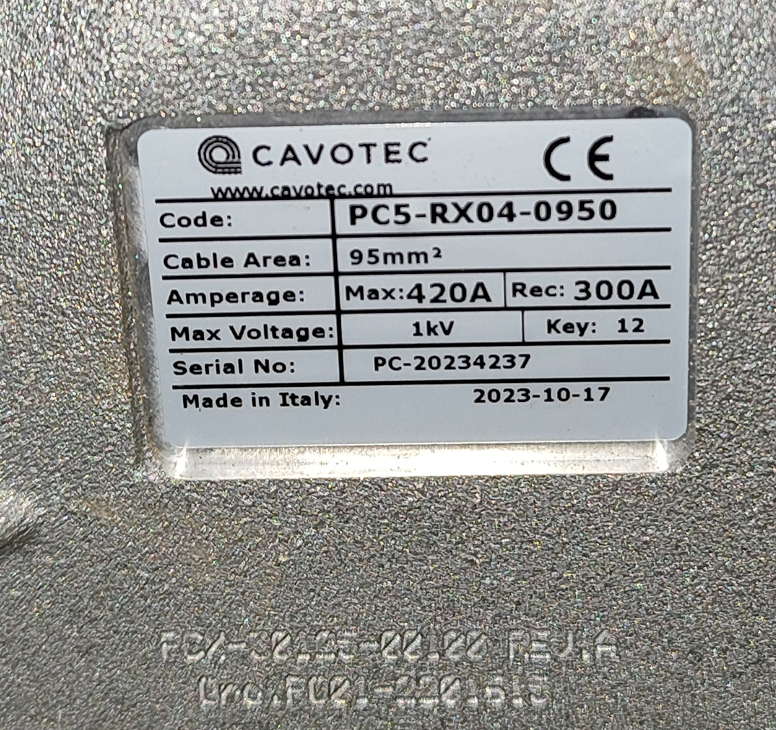 CAVOTEC CE
www.cavotec.com
Code: PC5-RX04-0950
Cable Area: 95mm²
Amperage: Max:420A Rec: 300A
Max Voltage: 1kV Key: 12
Serial No: PC-20234237
Made in Italy: 2023-10-17